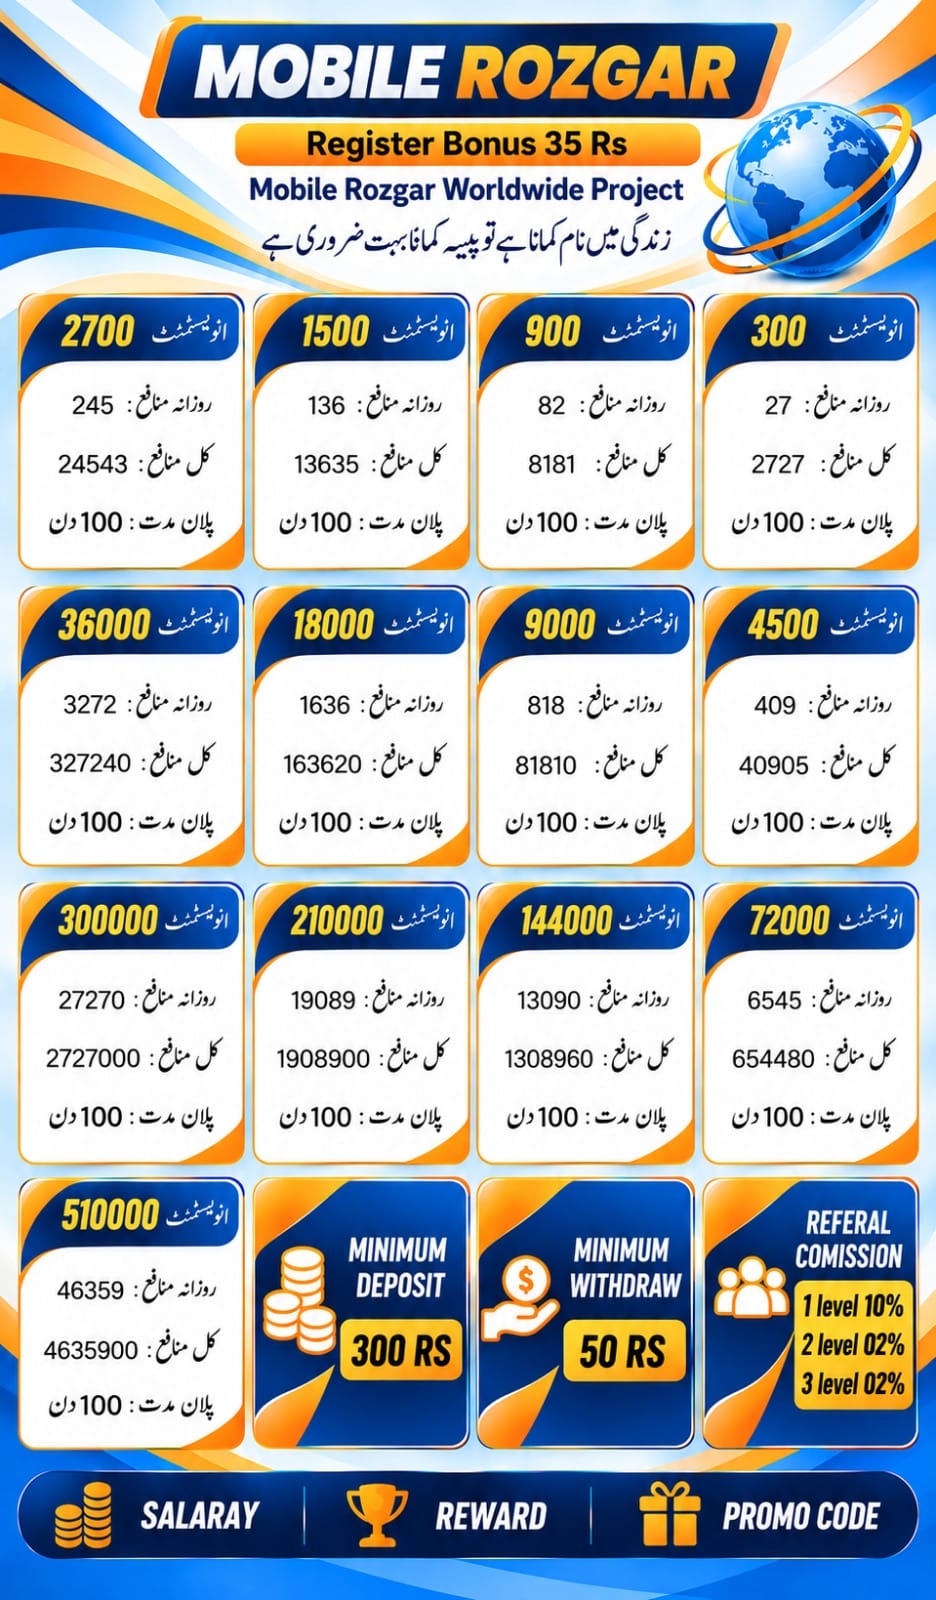 MOBILE ROZGAR
Register Bonus 35 Rs
Mobile Rozgar Worldwide Project
زندگی میں نام کمانا ہے تو پیسہ کمانا بہت ضروری ہے
انویسٹمنٹ 300
روزانہ منافع: 27
کل منافع: 2727
پلان مدت: 100 دن
انویسٹمنٹ 900
روزانہ منافع: 82
کل منافع: 8181
پلان مدت: 100 دن
انویسٹمنٹ 1500
روزانہ منافع: 136
کل منافع: 13635
پلان مدت: 100 دن
انویسٹمنٹ 2700
روزانہ منافع: 245
کل منافع: 24543
پلان مدت: 100 دن
انویسٹمنٹ 4500
روزانہ منافع: 409
کل منافع: 40905
پلان مدت: 100 دن
انویسٹمنٹ 9000
روزانہ منافع: 818
کل منافع: 81810
پلان مدت: 100 دن
انویسٹمنٹ 18000
روزانہ منافع: 1636
کل منافع: 163620
پلان مدت: 100 دن
انویسٹمنٹ 36000
روزانہ منافع: 3272
کل منافع: 327240
پلان مدت: 100 دن
انویسٹمنٹ 72000
روزانہ منافع: 6545
کل منافع: 654480
پلان مدت: 100 دن
انویسٹمنٹ 144000
روزانہ منافع: 13090
کل منافع: 1308960
پلان مدت: 100 دن
انویسٹمنٹ 210000
روزانہ منافع: 19089
کل منافع: 1908900
پلان مدت: 100 دن
انویسٹمنٹ 300000
روزانہ منافع: 27270
کل منافع: 2727000
پلان مدت: 100 دن
انویسٹمنٹ 510000
روزانہ منافع: 46359
کل منافع: 4635900
پلان مدت: 100 دن
MINIMUM
DEPOSIT
300 RS
MINIMUM
WITHDRAW
50 RS
REFERAL
COMISSION
1 level 10%
2 level 02%
3 level 02%
SALARAY
REWARD
PROMO CODE